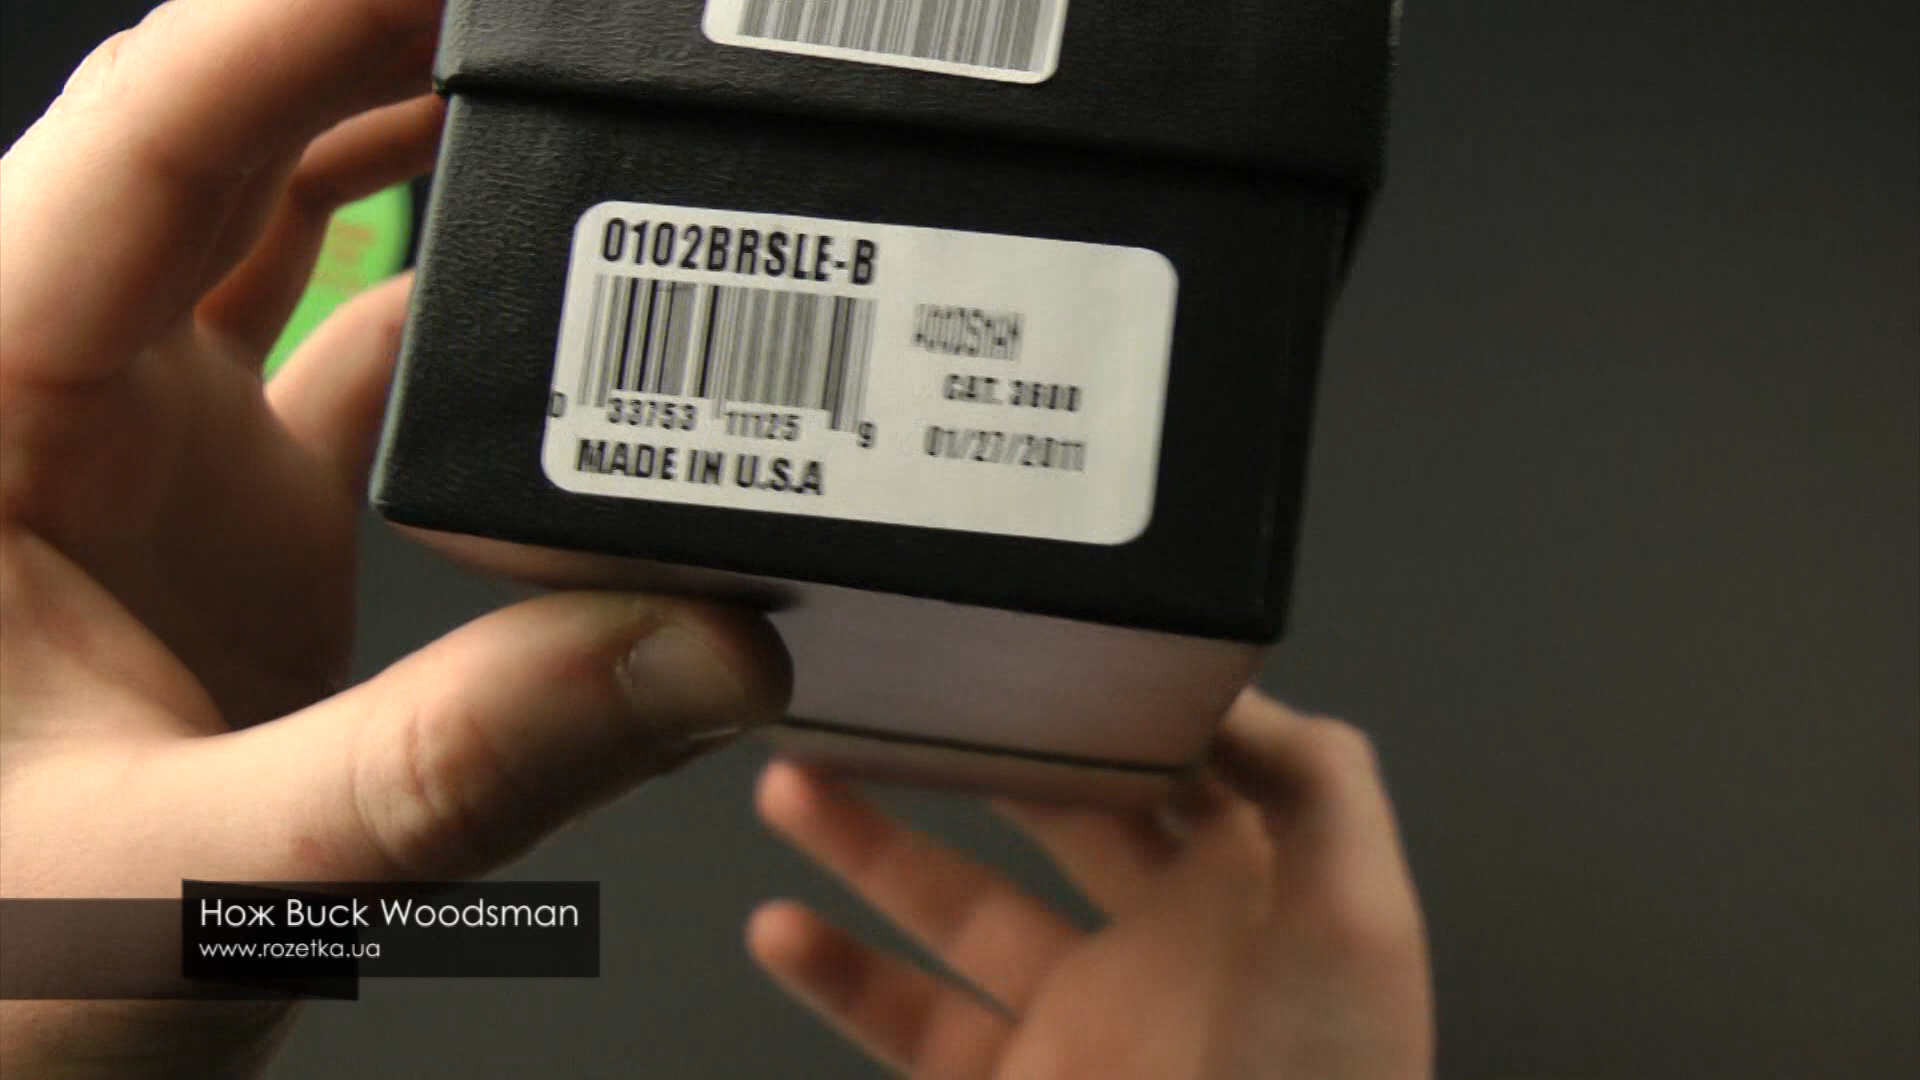 0102BRSLE-B
WOODSMAN
CAT. 3600
0 33753 11125 9
01/27/2011
MADE IN U.S.A
Нож Buck Woodsman
www.rozetka.ua